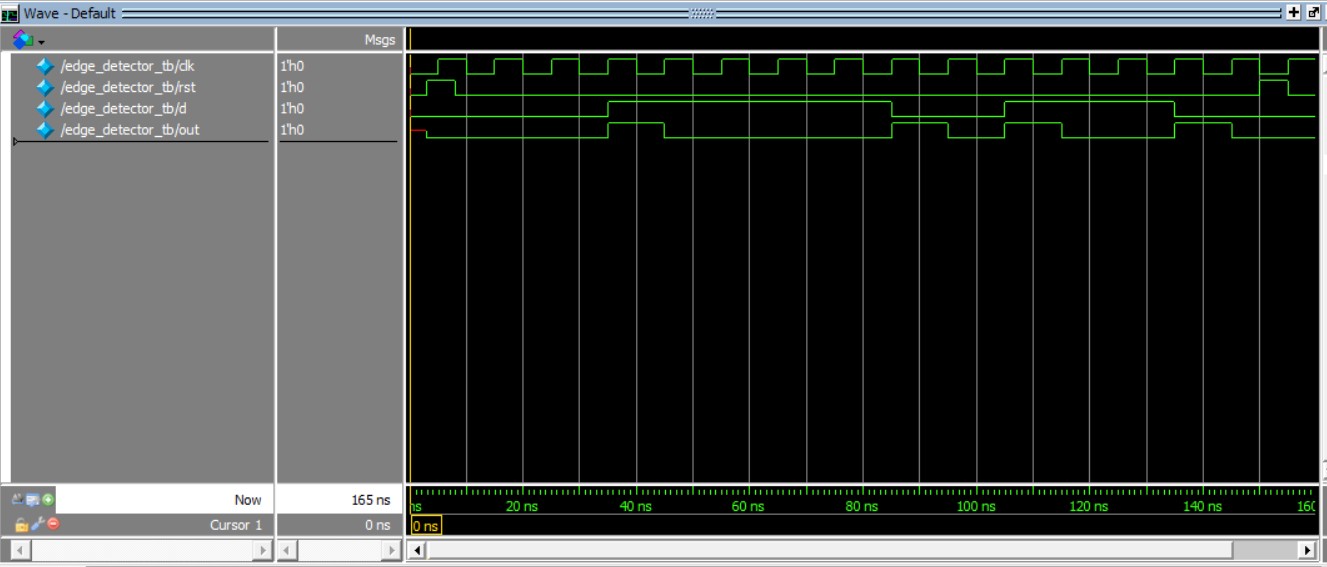 Wave - Default
Msgs
/edge_detector_tb/clk 1'h0
/edge_detector_tb/rst 1'h0
/edge_detector_tb/d 1'h0
/edge_detector_tb/out 1'h0
Now 165 ns
ns 20 ns 40 ns 60 ns 80 ns 100 ns 120 ns 140 ns 160
Cursor 1 0 ns
0 ns